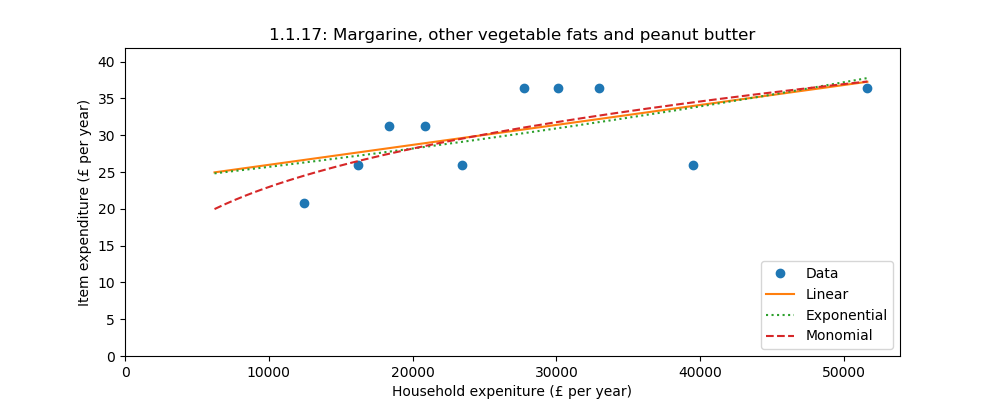 1.1.17: Margarine, other vegetable fats and peanut butter
Item expenditure (£ per year)
40
35
30
25
20
15
10
5
0
0 10000 20000 30000 40000 50000
Household expeniture (£ per year)
Data
Linear
Exponential
Monomial